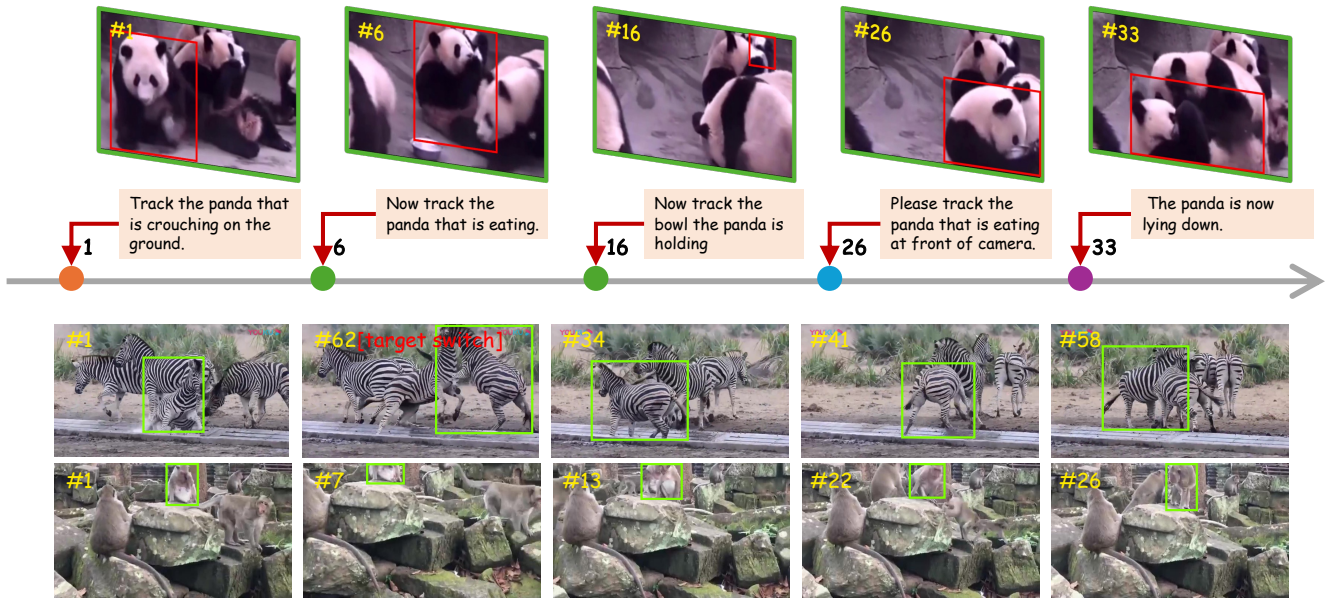 #1
#6
#16
#26
#33
Track the panda that
is crouching on the
ground.
Now track the
panda that is eating.
Now track the
bowl the panda is
holding
Please track the
panda that is eating
at front of camera.
The panda is now
lying down.
1
6
16
26
33
#1
#62[target switch]
#34
#41
#58
#1
#7
#13
#22
#26